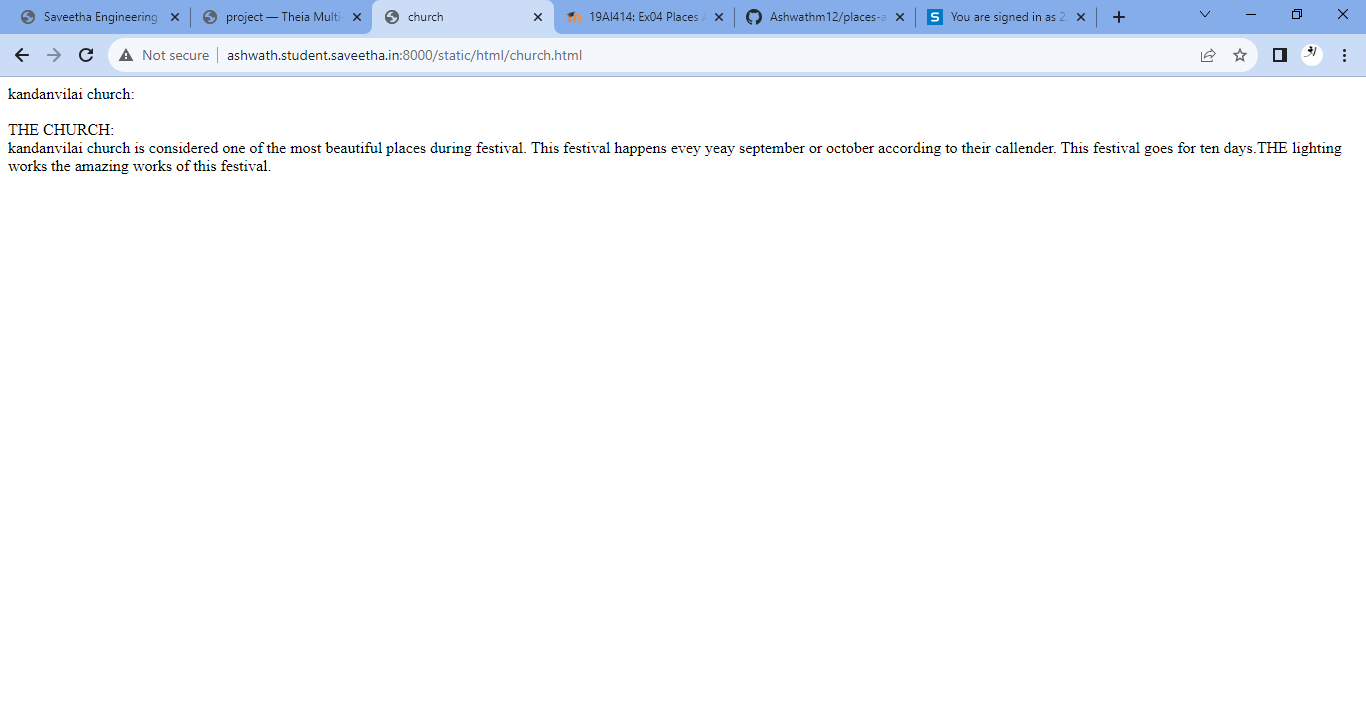 Saveetha Engineering
project — Theia Multi-
church
19AI414: Ex04 Places
Ashwathm12/places-a
You are signed in as 2
Not secure
ashwath.student.saveetha.in:8000/static/html/church.html
kandanvilai church:
THE CHURCH:
kandanvilai church is considered one of the most beautiful places during festival. This festival happens evey yeay september or october according to their callender. This festival goes for ten days.THE lighting
works the amazing works of this festival.